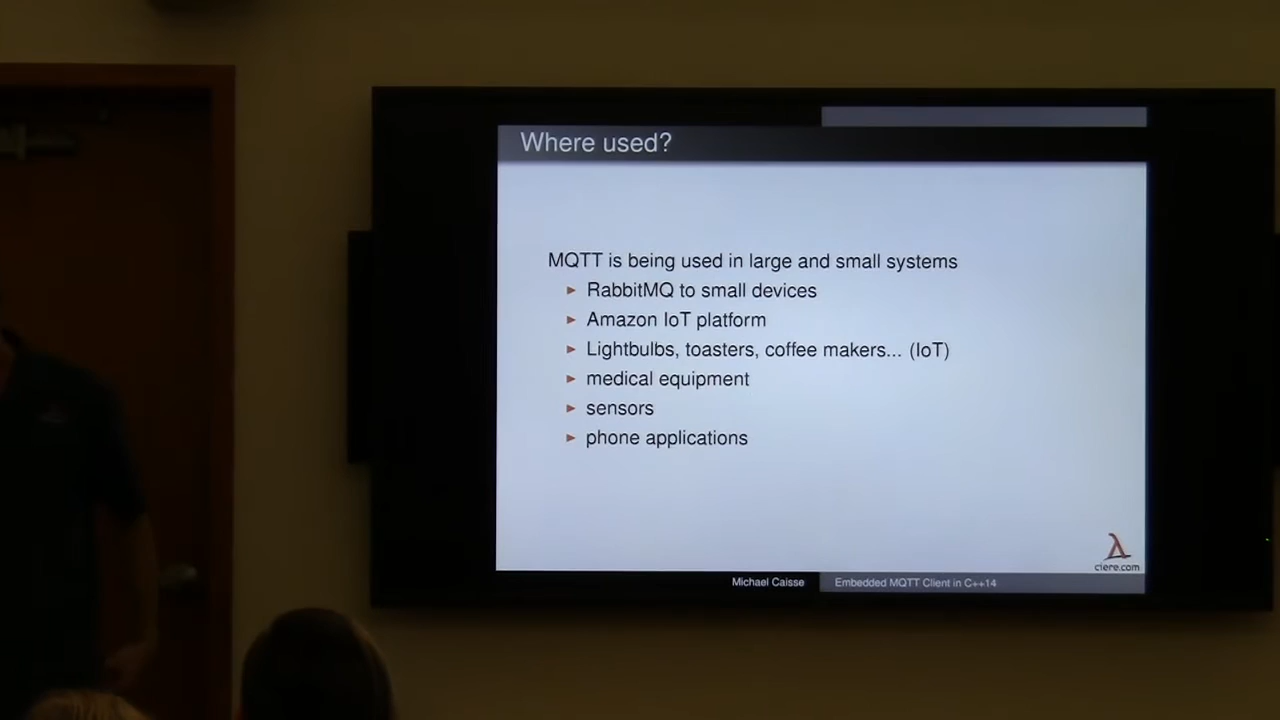 Where used?
MQTT is being used in large and small systems
► RabbitMQ to small devices
► Amazon IoT platform
► Lightbulbs, toasters, coffee makers... (IoT)
► medical equipment
► sensors
► phone applications
ciere.com
Michael Caisse
Embedded MQTT Client in C++14